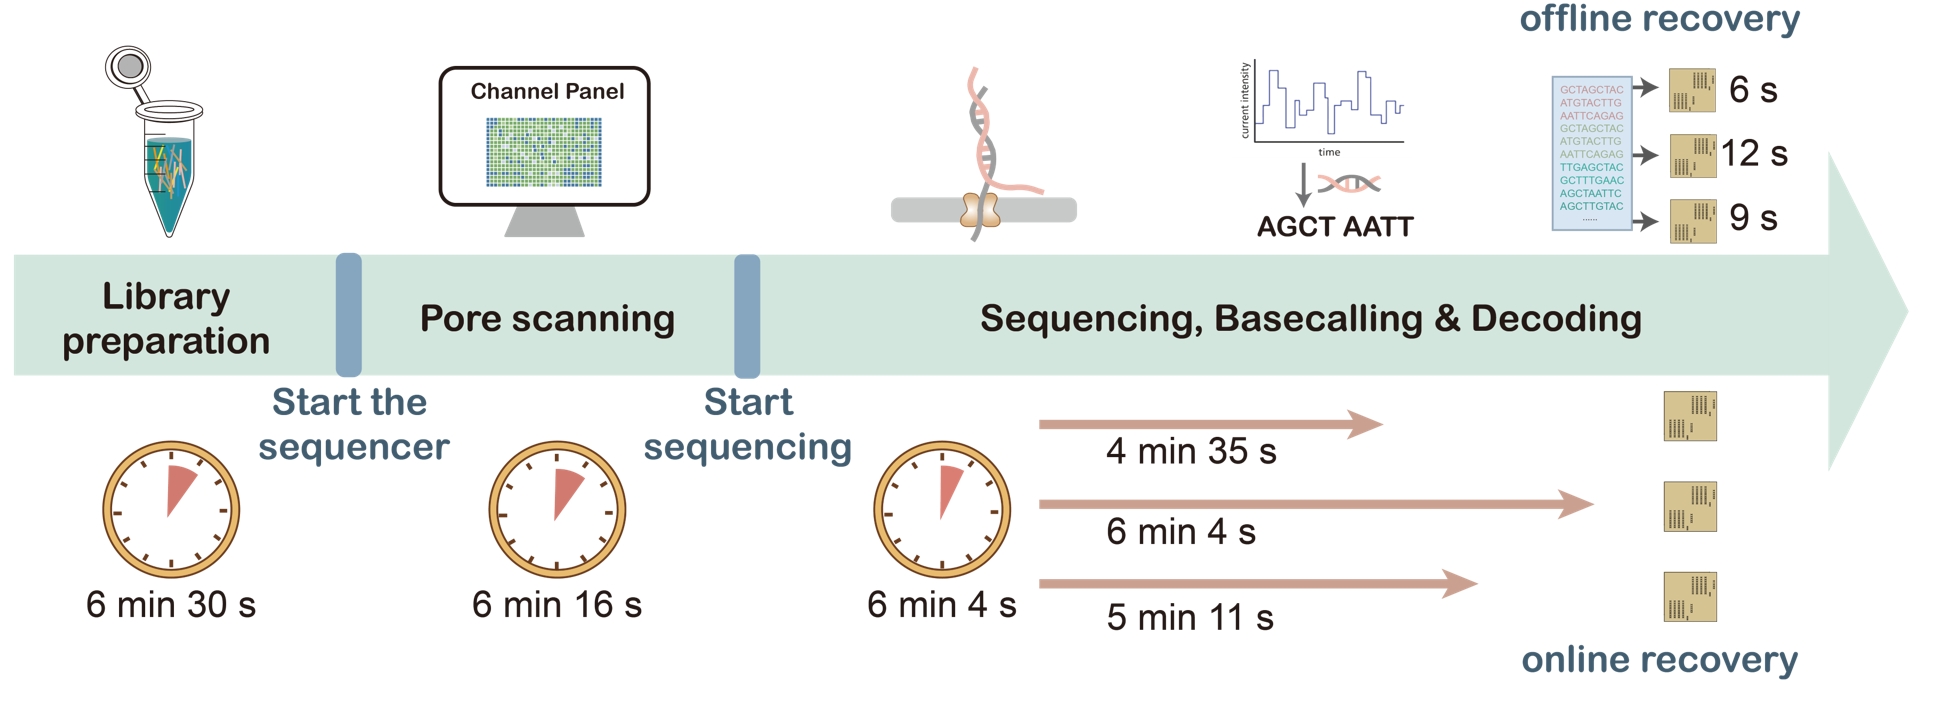 offline recovery
Channel Panel
current intensity
time
AGCT AATT
GCTAGCTAC
ATGTACTTG
AATTCAGAG
GCTAGCTAC
ATGTACTTG
AATTCAGAG
TTGAGCTAC
GCTTTGAAC
AGCTAATTC
AGCTTGTAC
......
6 s
12 s
9 s
Library
preparation
Pore scanning
Sequencing, Basecalling & Decoding
Start the
sequencer
Start
sequencing
6 min 30 s
6 min 16 s
6 min 4 s
4 min 35 s
6 min 4 s
5 min 11 s
online recovery